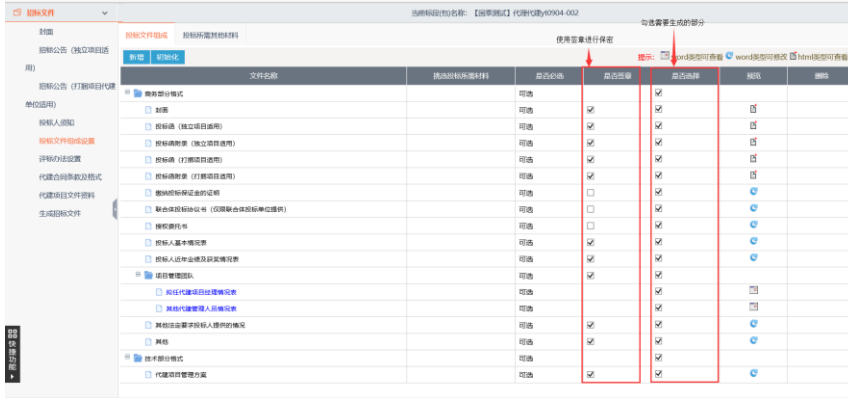 招标文件
当前标段(包)名称: 【国泰测试】代理代建yt0904-002
勾选需要生成的部分
封面
招标公告（独立项目适用）
招标公告（打捆项目代建单位适用）
投标人须知
投标文件组成设置
评标办法设置
代建合同条款及格式
代建项目文件资料
生成招标文件
快捷功能
投标文件组成 投标所需其他材料
使用签章进行保密
新增 初始化
提示: word类型可查看 word类型可修改 html类型可查看
文件名称 挑选投标所需材料 是否必选 是否签章 是否选择 预览 删除
商务部分格式 可选
封面 可选
投标函（独立项目适用） 可选
投标函附录（独立项目适用） 可选
投标函（打捆项目适用） 可选
投标函附录（打捆项目适用） 可选
缴纳投标保证金的证明 可选
联合体投标协议书（仅限联合体投标单位提供） 可选
授权委托书 可选
投标人基本情况表 可选
投标人近年业绩及获奖情况表 可选
项目管理团队 可选
拟任代建项目经理情况表 可选
其他代建管理人员情况表 可选
其他法定要求投标人提供的情况 可选
其他 可选
技术部分格式 可选
代建项目管理方案 可选